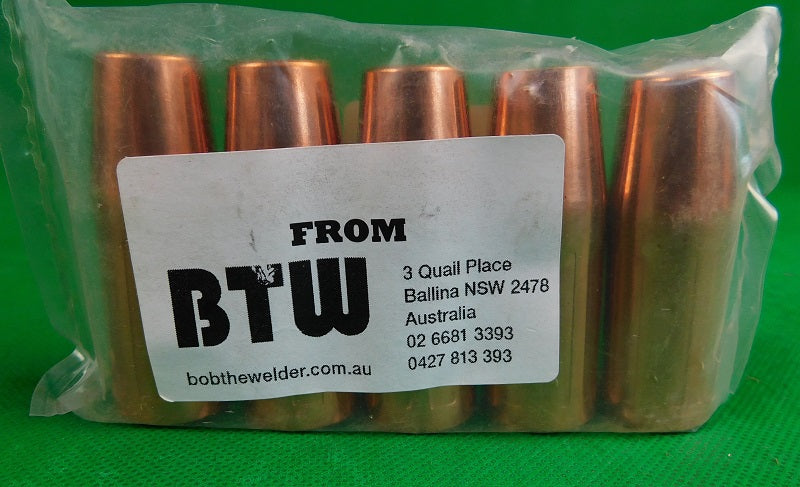 FROM
BTW
bobthewelder.com.au
3 Quail Place
Ballina NSW 2478
Australia
02 6681 3393
0427 813 393